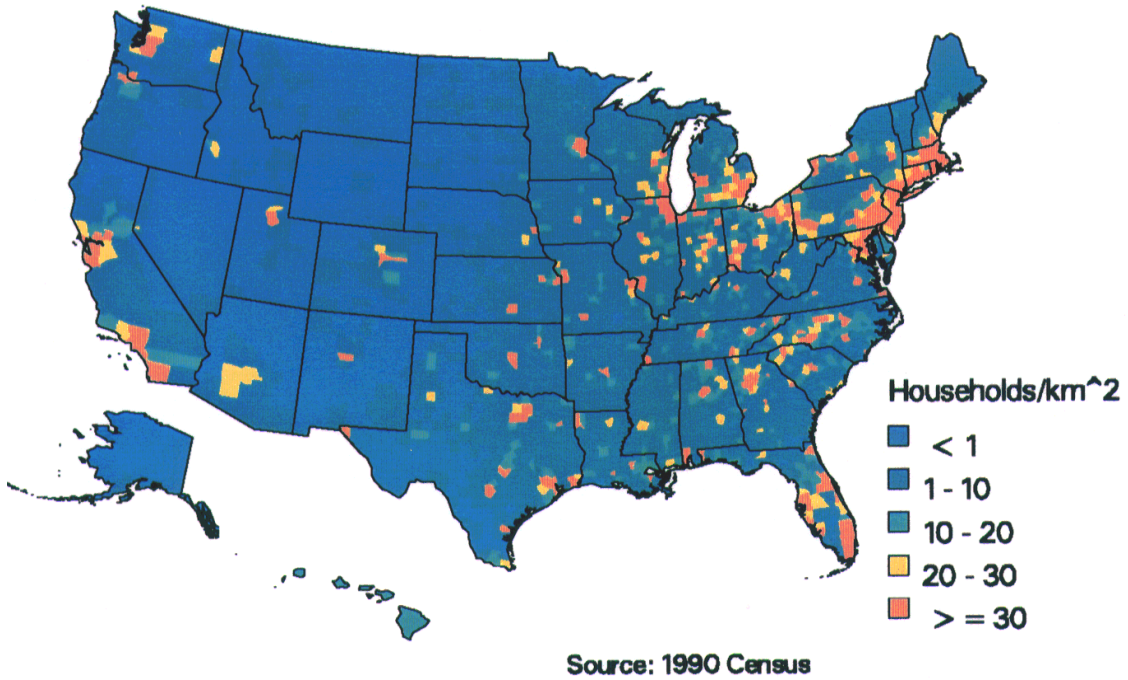 Households/km^2
< 1
1 - 10
10 - 20
20 - 30
> = 30
Source: 1990 Census